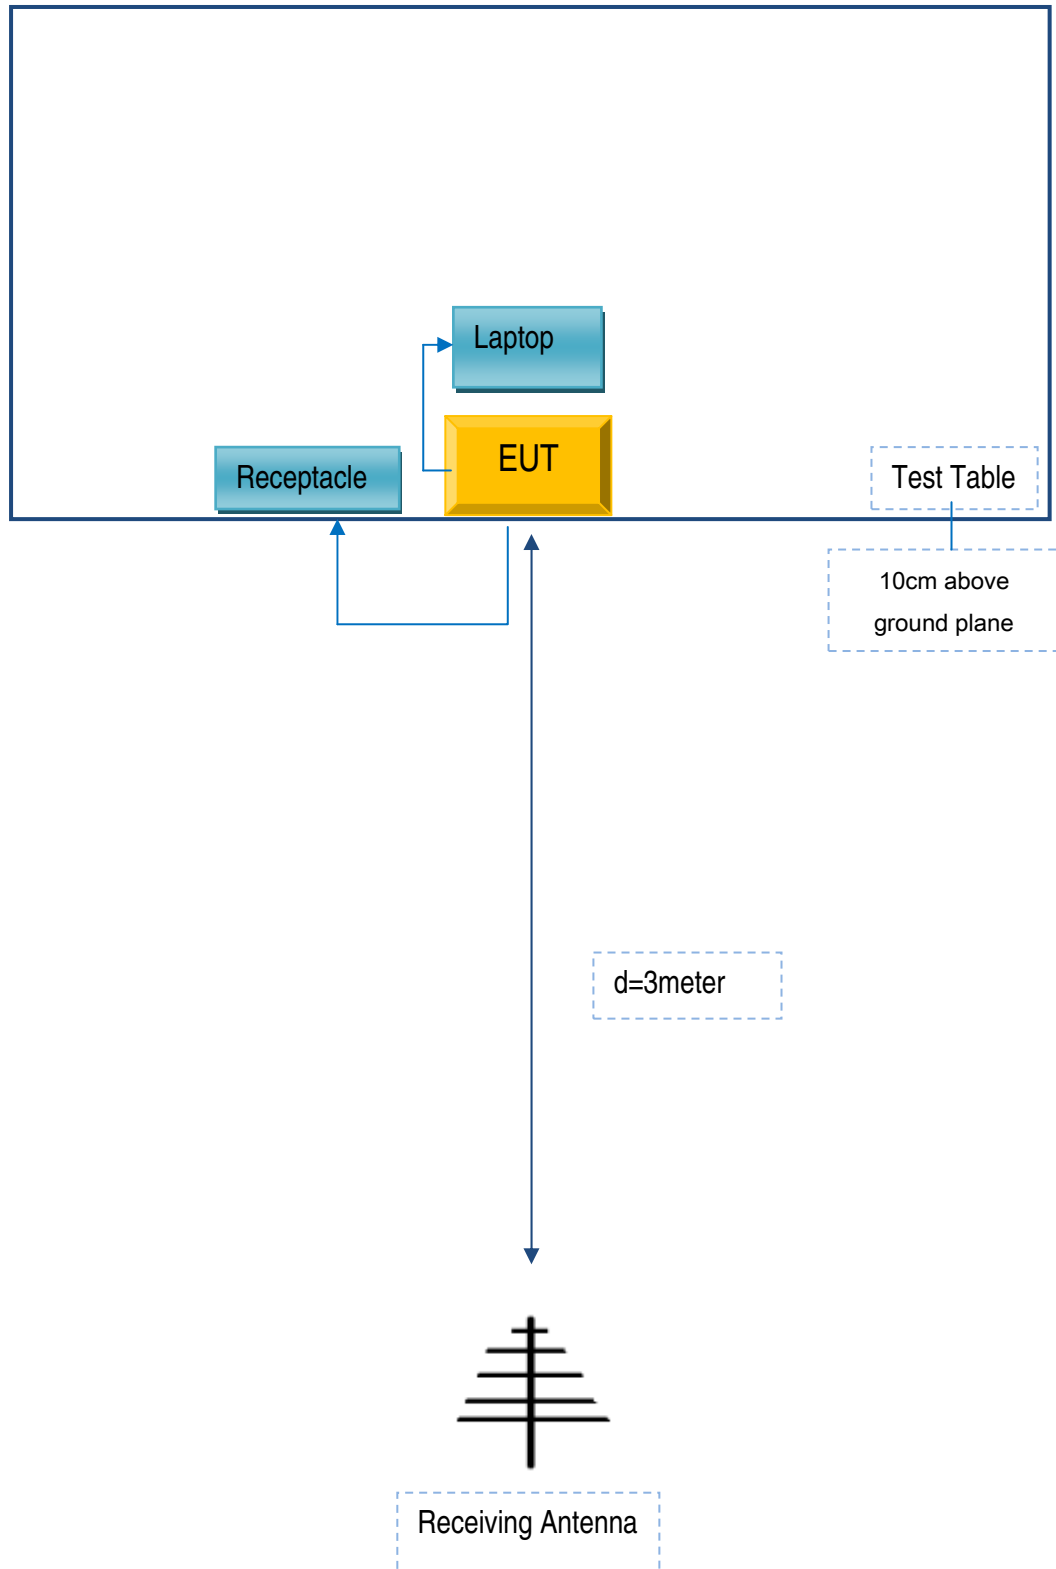 Laptop
EUT
Receptacle
Test Table
10cm above
ground plane
d=3meter
Receiving Antenna